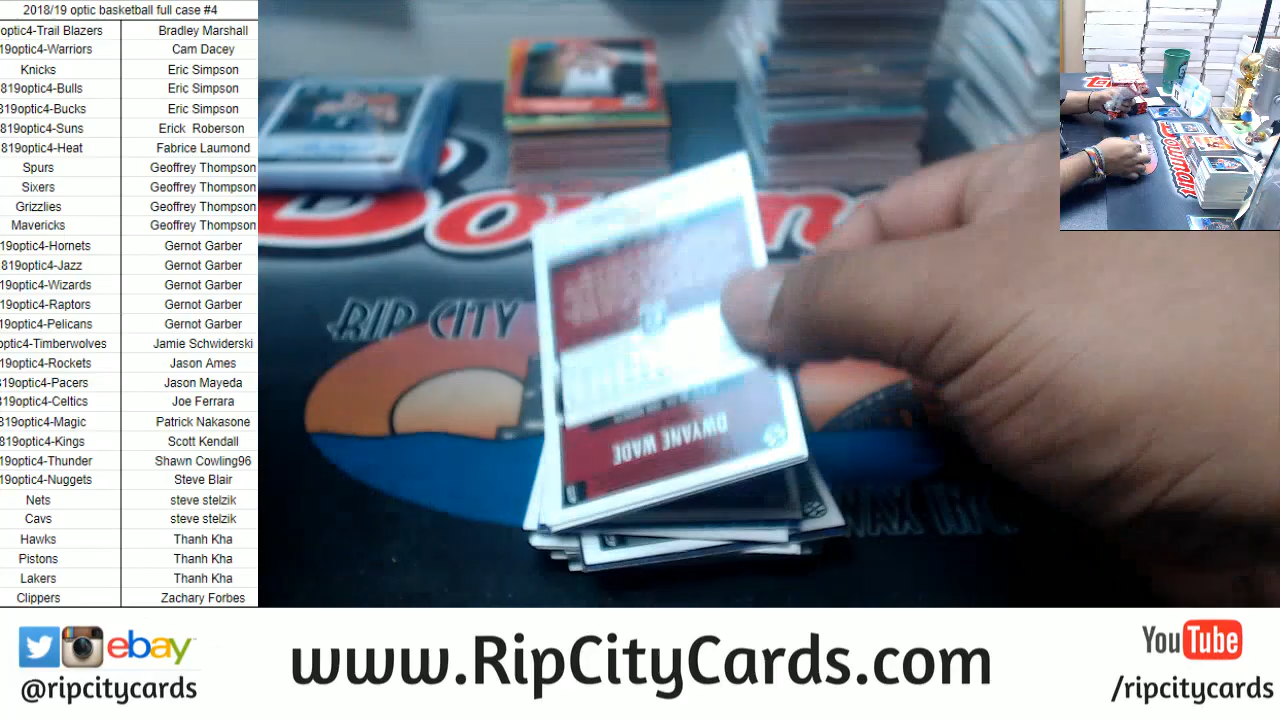 2018/19 optic basketball full case #4
optic4-Trail Blazers Bradley Marshall
19optic4-Warriors Cam Dacey
Knicks Eric Simpson
819optic4-Bulls Eric Simpson
819optic4-Bucks Eric Simpson
819optic4-Suns Erick Roberson
819optic4-Heat Fabrice Laumond
Spurs Geoffrey Thompson
Sixers Geoffrey Thompson
Grizzlies Geoffrey Thompson
Mavericks Geoffrey Thompson
19optic4-Hornets Gernot Garber
819optic4-Jazz Gernot Garber
19optic4-Wizards Gernot Garber
19optic4-Raptors Gernot Garber
19optic4-Pelicans Gernot Garber
optic4-Timberwolves Jamie Schwiderski
19optic4-Rockets Jason Ames
819optic4-Pacers Jason Mayeda
819optic4-Celtics Joe Ferrara
819optic4-Magic Patrick Nakasone
819optic4-Kings Scott Kendall
19optic4-Thunder Shawn Cowling96
19optic4-Nuggets Steve Blair
Nets steve stelzik
Cavs steve stelzik
Hawks Thanh Kha
Pistons Thanh Kha
Lakers Thanh Kha
Clippers Zachary Forbes
Bowman
RIP CITY
DWYANE WADE
ebay
@ripcitycards
www.RipCityCards.com
YouTube
/ripcitycards